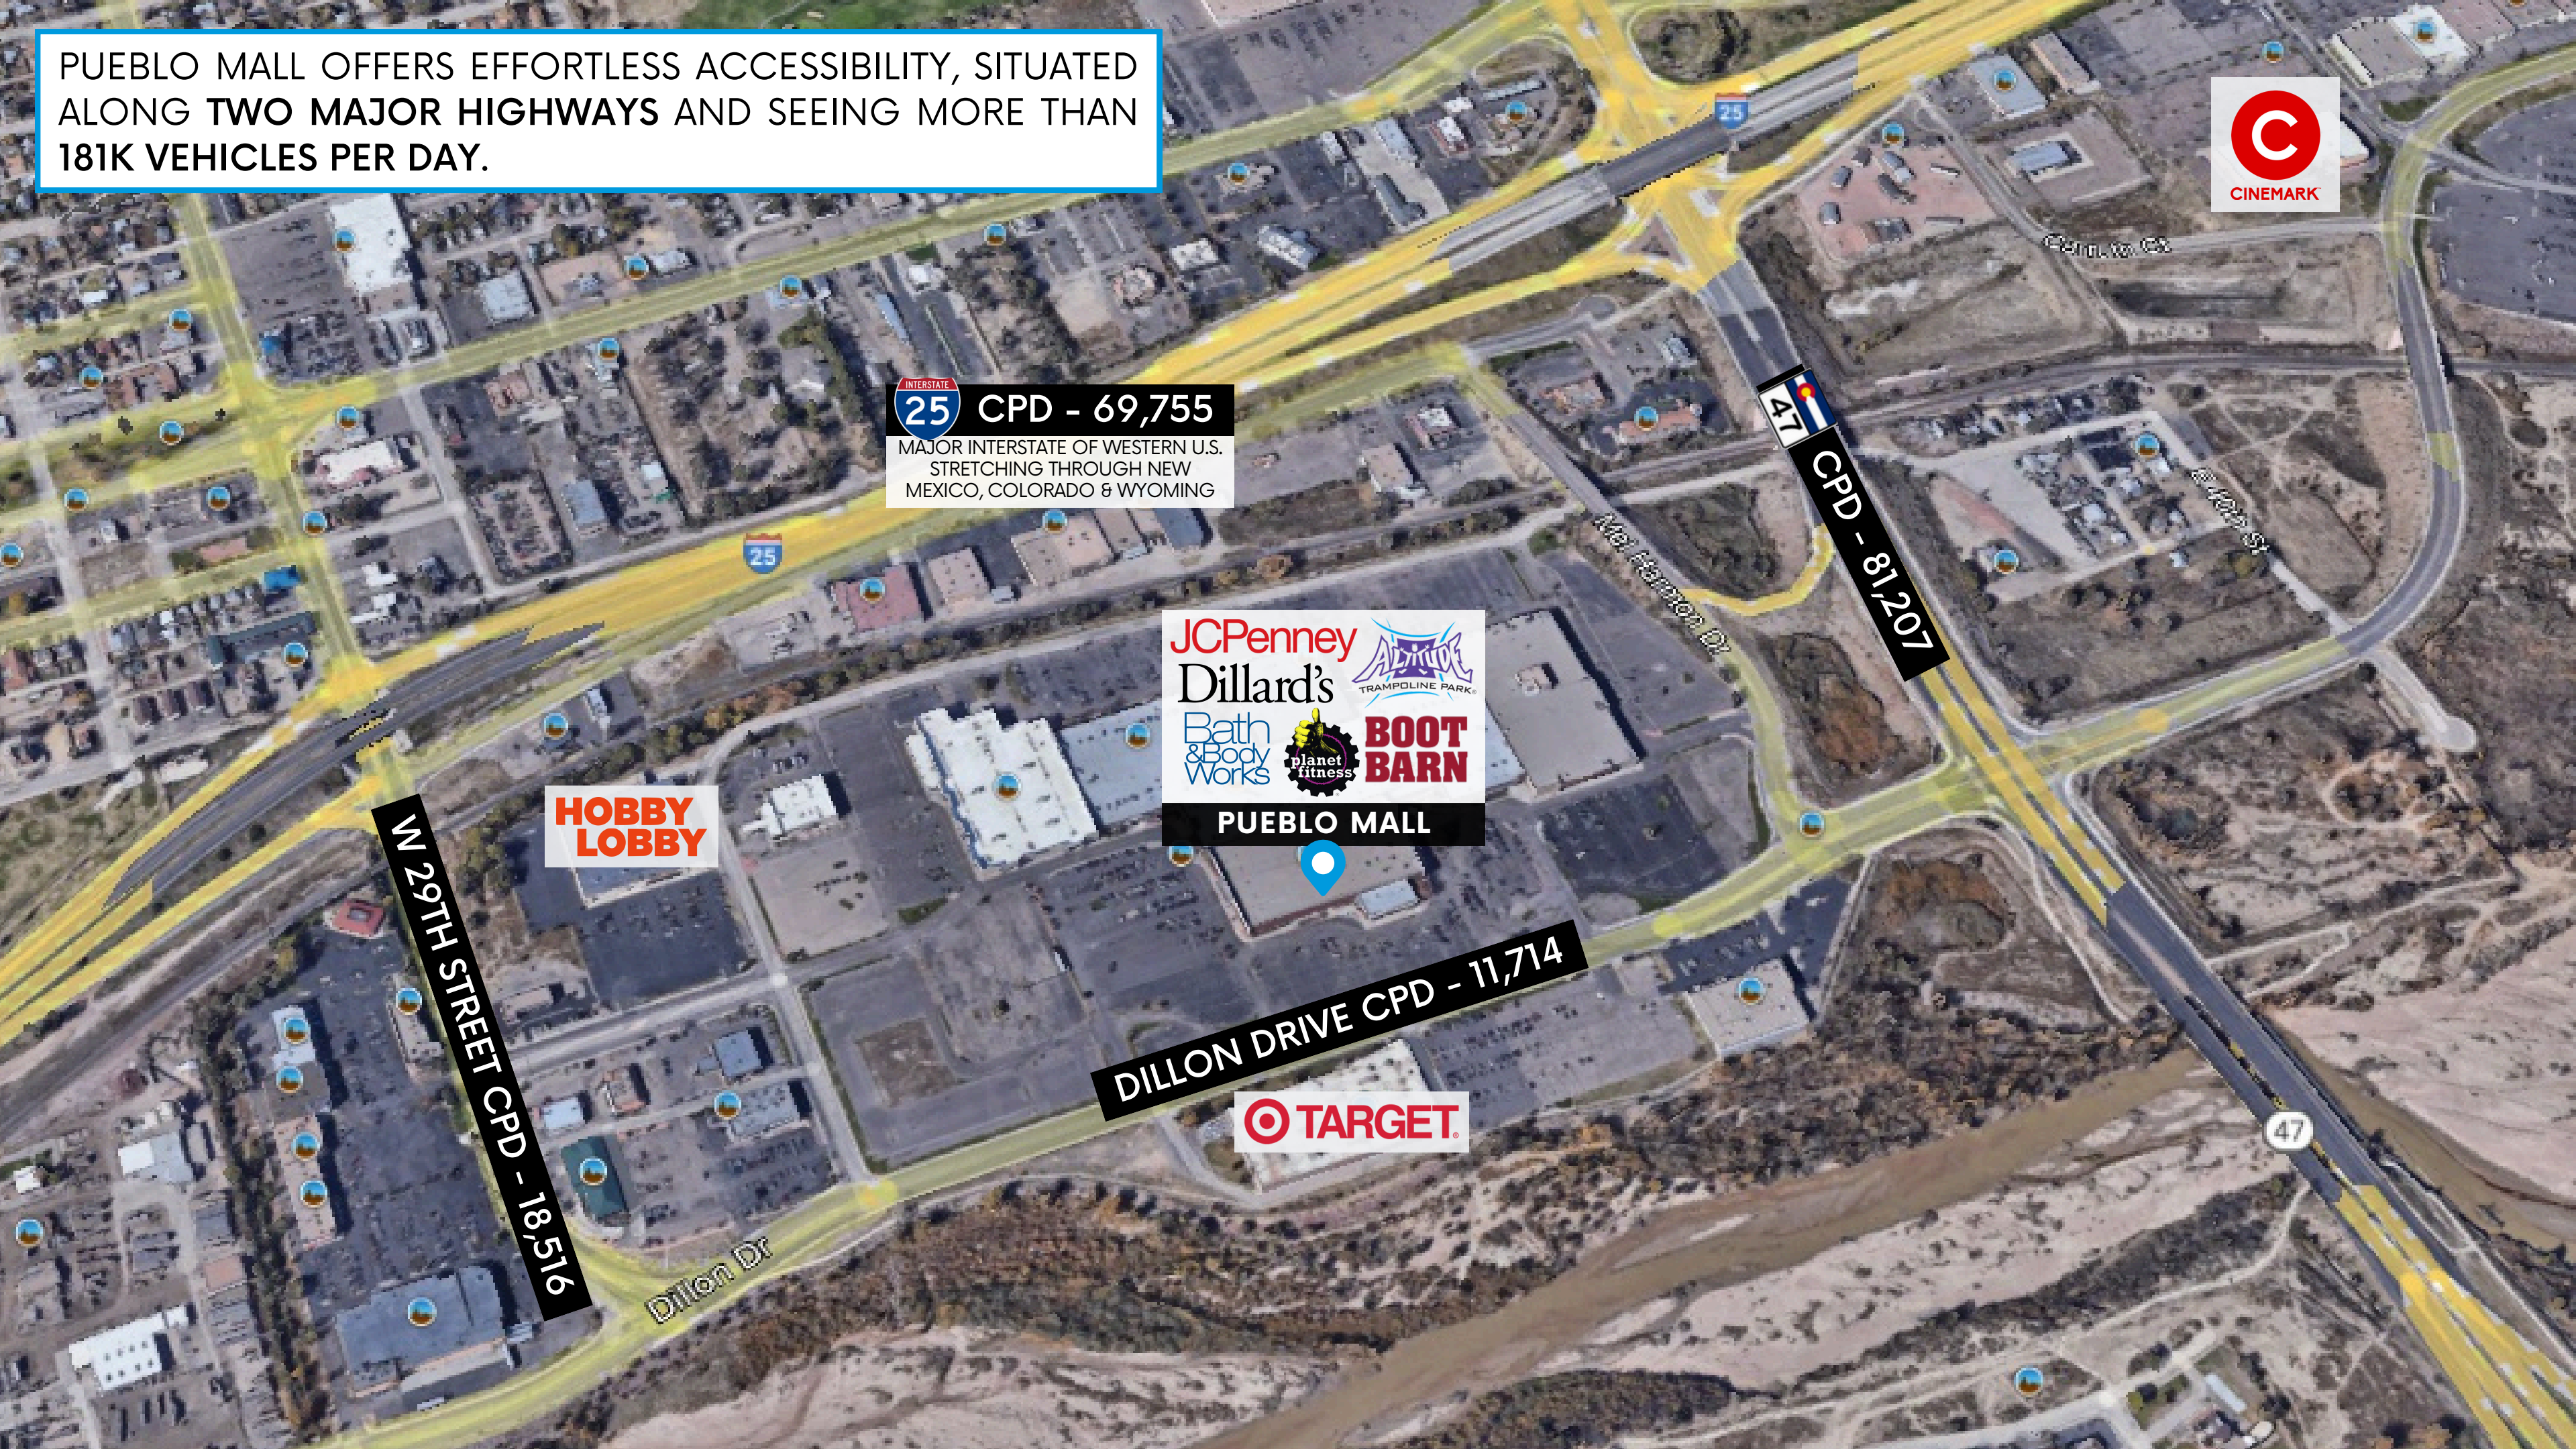 PUEBLO MALL OFFERS EFFORTLESS ACCESSIBILITY, SITUATED
ALONG TWO MAJOR HIGHWAYS AND SEEING MORE THAN
181K VEHICLES PER DAY.
25
C
CINEMARK
INTERSTATE
25 CPD - 69,755
MAJOR INTERSTATE OF WESTERN U.S.
STRETCHING THROUGH NEW
MEXICO, COLORADO & WYOMING
47
CPD - 81,207
25
JCPenney
ALTITUDE
TRAMPOLINE PARK
Dillard's
Bath
&Body
Works
planet
fitness
BOOT
BARN
PUEBLO MALL
HOBBY
LOBBY
W 29TH STREET CPD - 18,516
DILLON DRIVE CPD - 11,714
TARGET
47
Dillon Dr